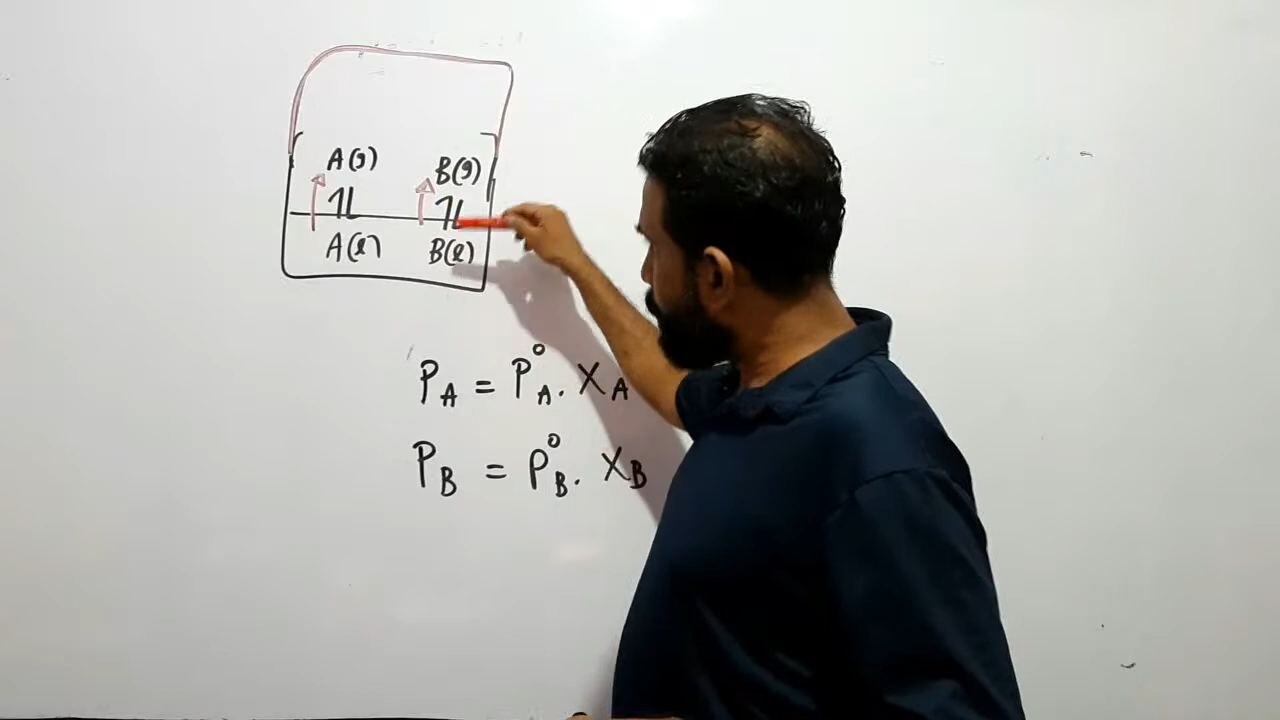 A(g) B(g)
⇅ ⇅
A(l) B(l)
P_A = P°_A . X_A
P_B = P°_B . X_B